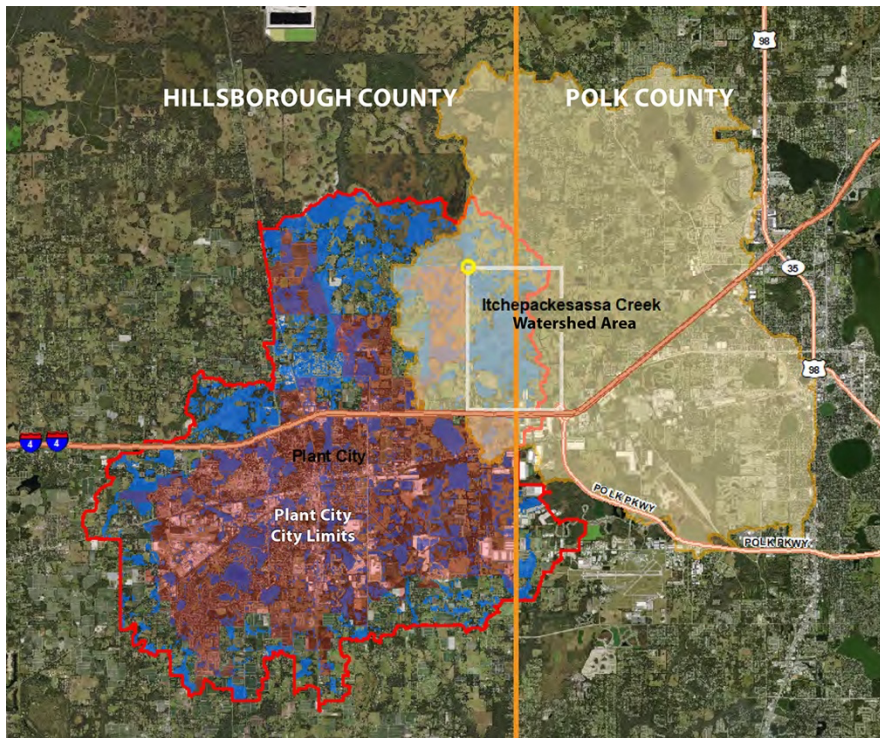 98
HILLSBOROUGH COUNTY
POLK COUNTY
35
Itchepackesassa Creek
Watershed Area
98
4
4
Plant City
POLK PKWY
Plant City
City Limits
POLK PKWY